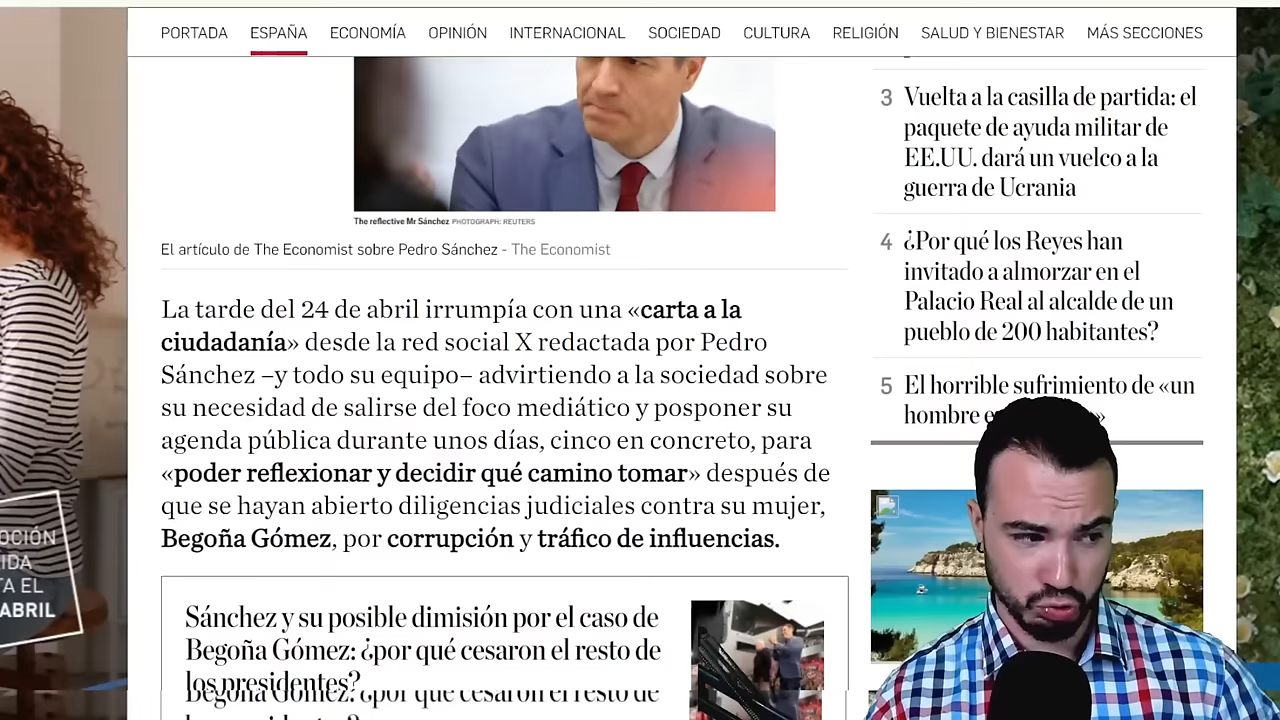 PORTADA ESPAÑA ECONOMÍA OPINIÓN INTERNACIONAL SOCIEDAD CULTURA RELIGIÓN SALUD Y BIENESTAR MÁS SECCIONES
The reflective Mr Sánchez PHOTOGRAPH: REUTERS
El artículo de The Economist sobre Pedro Sánchez - The Economist
La tarde del 24 de abril irrumpía con una «carta a la
ciudadanía» desde la red social X redactada por Pedro
Sánchez –y todo su equipo– advirtiendo a la sociedad sobre
su necesidad de salirse del foco mediático y posponer su
agenda pública durante unos días, cinco en concreto, para
«poder reflexionar y decidir qué camino tomar» después de
que se hayan abierto diligencias judiciales contra su mujer,
Begoña Gómez, por corrupción y tráfico de influencias.
Sánchez y su posible dimisión por el caso de
Begoña Gómez: ¿por qué cesaron el resto de
los presidentes?
Begoña Gómez: ¿por qué cesaron el resto de
3 Vuelta a la casilla de partida: el
paquete de ayuda militar de
EE.UU. dará un vuelco a la
guerra de Ucrania
4 ¿Por qué los Reyes han
invitado a almorzar en el
Palacio Real al alcalde de un
pueblo de 200 habitantes?
5 El horrible sufrimiento de «un
hombre
OCIÓN
IDA
TA EL
ABRIL